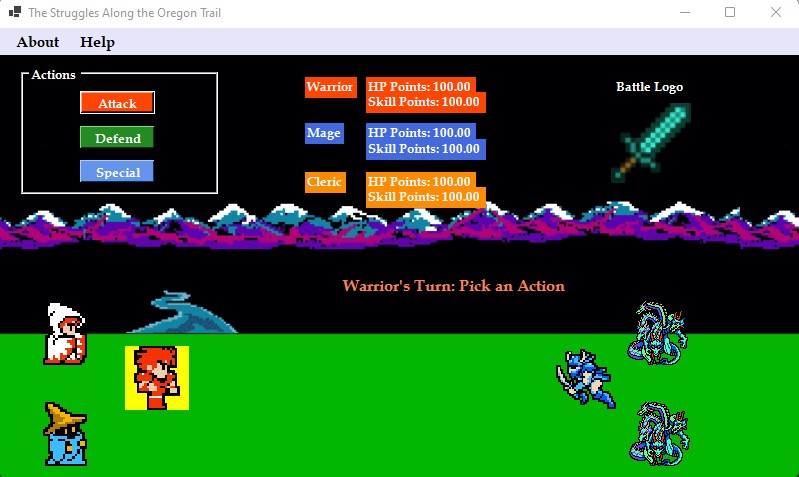 The Struggles Along the Oregon Trail
About Help
Actions
Attack
Defend
Special
Warrior HP Points: 100.00
Skill Points: 100.00
Mage HP Points: 100.00
Skill Points: 100.00
Cleric HP Points: 100.00
Skill Points: 100.00
Battle Logo
Warrior's Turn: Pick an Action